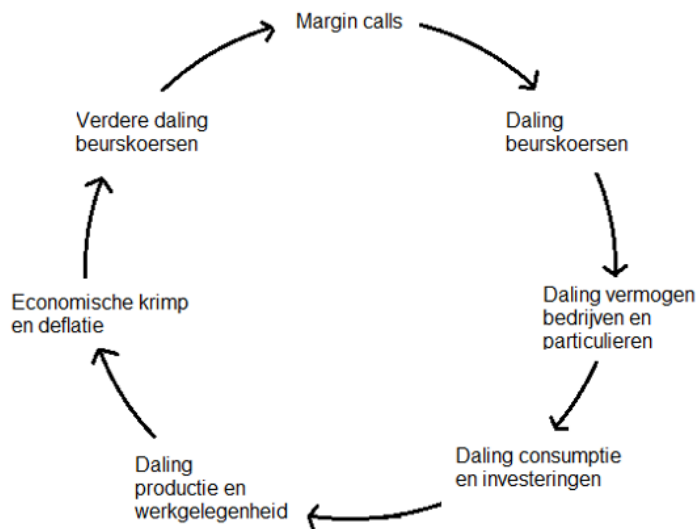 Margin calls
Daling
beurskoersen
Daling vermogen
bedrijven en
particulieren
Daling consumptie
en investeringen
Daling
productie en
werkgelegenheid
Economische krimp
en deflatie
Verdere daling
beurskoersen